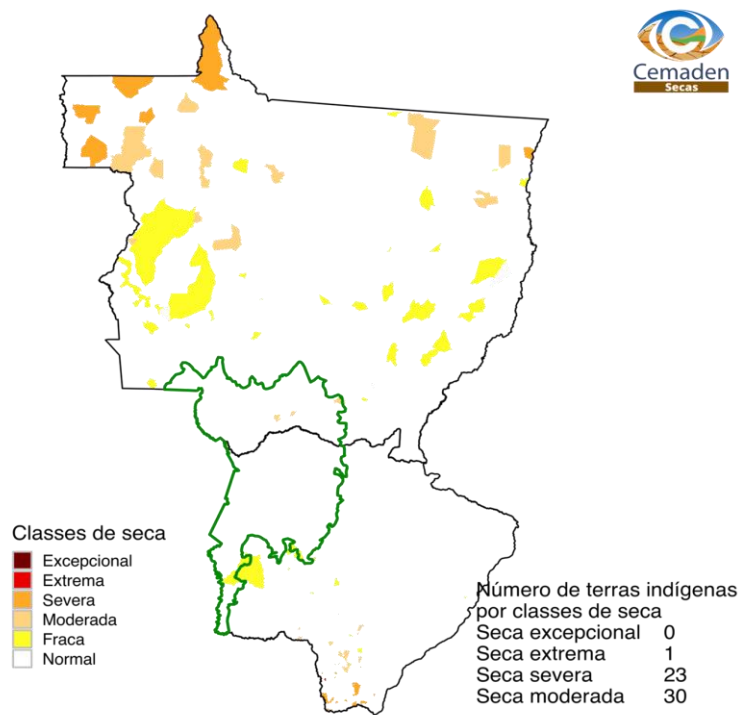 Cemaden
Secas
Classes de seca
Excepcional
Extrema
Severa
Moderada
Fraca
Normal
Número de terras indígenas
por classes de seca
Seca excepcional 0
Seca extrema 1
Seca severa 23
Seca moderada 30